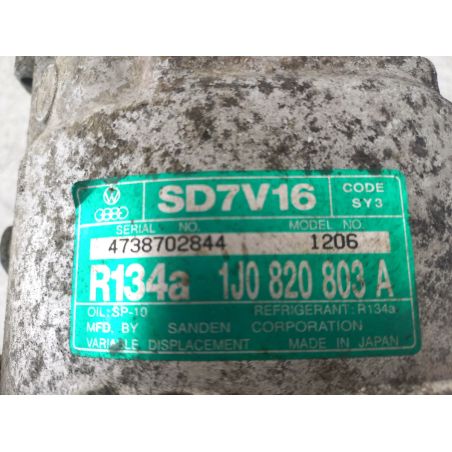 SD7V16 CODE SY3
SERIAL NO. MODEL NO.
4738702844 1206
R134a 1J0 820 803 A
OIL:SP-10 REFRIGERANT:R134a
MFD. BY SANDEN CORPORATION
VARIABLE DISPLACEMENT MADE IN JAPAN